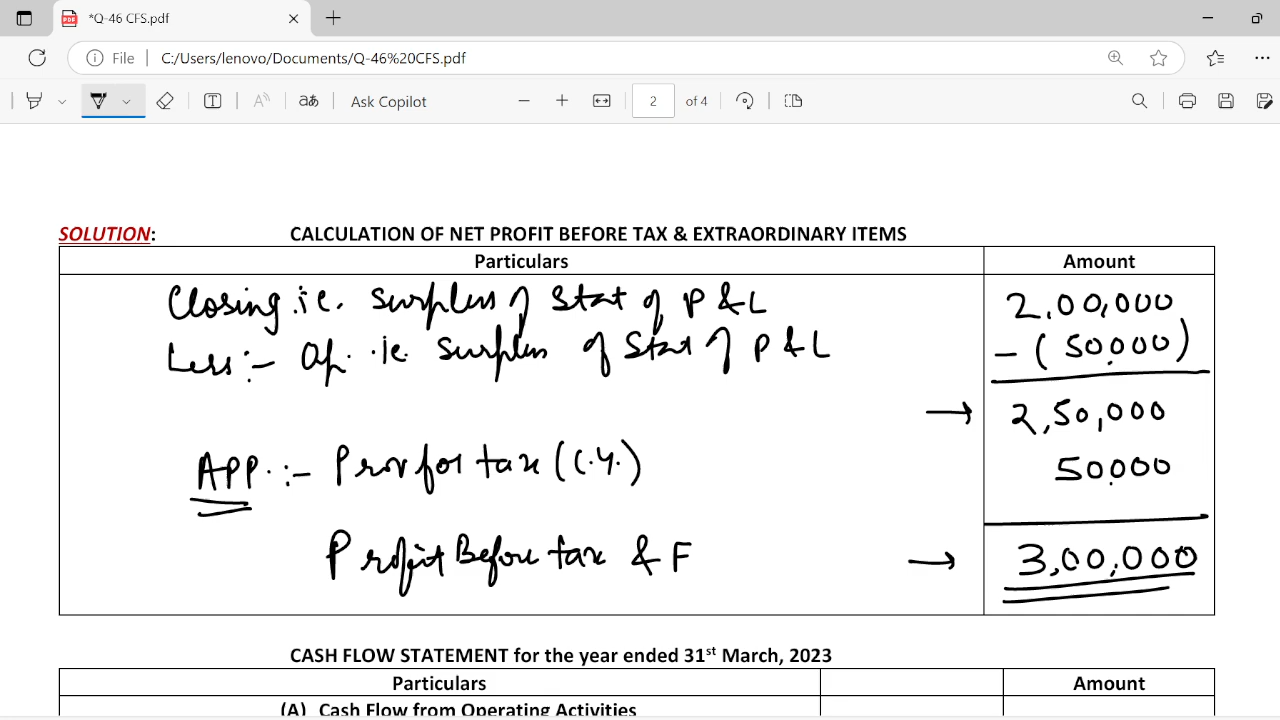 *Q-46 CFS.pdf
File C:/Users/lenovo/Documents/Q-46%20CFS.pdf
Ask Copilot 2 of 4
SOLUTION: CALCULATION OF NET PROFIT BEFORE TAX & EXTRAORDINARY ITEMS
Particulars Amount
Closing i.e. Surplus of Stat of P & L 2,00,000
Less:- Op. ie. Surplus of Stat of P & L - (50,000)
→ 2,50,000
APP.:- Prov for tax (C.Y.) 50,000
Profit Before tax & E → 3,00,000
CASH FLOW STATEMENT for the year ended 31st March, 2023
Particulars Amount
(A) Cash Flow from Operating Activities